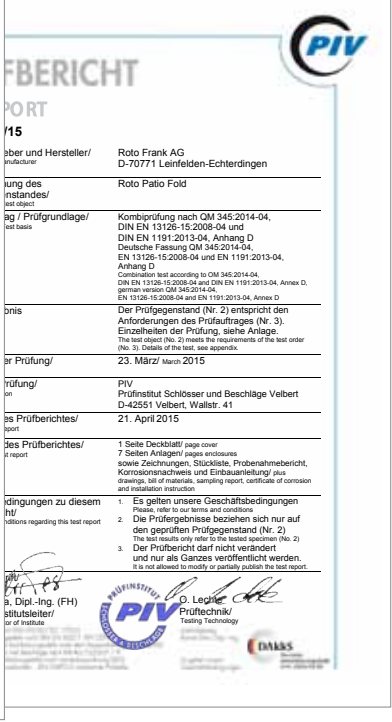 PIV
FBERICHT
PORT
/15
eber und Hersteller/
anufacturer
Roto Frank AG
D-70771 Leinfelden-Echterdingen
nung des
nstandes/
est object
Roto Patio Fold
ag / Prüfgrundlage/
est basis
Kombiprüfung nach QM 345:2014-04,
DIN EN 13126-15:2008-04 und
DIN EN 1191:2013-04, Anhang D
Deutsche Fassung QM 345:2014-04,
EN 13126-15:2008-04 und EN 1191:2013-04,
Anhang D
Combination test according to OM 345:2014-04,
DIN EN 13126-15:2008-04 and DIN EN 1191:2013-04, Annex D,
german version QM 345:2014-04,
EN 13126-15:2008-04 and EN 1191:2013-04, Annex D
bnis
Der Prüfgegenstand (Nr. 2) entspricht den
Anforderungen des Prüfauftrages (Nr. 3).
Einzelheiten der Prüfung, siehe Anlage.
The test object (No. 2) meets the requirements of the test order
(No. 3). Details of the test, see appendix.
er Prüfung/
23. März/ March 2015
rüfung/
on
PIV
Prüfinstitut Schlösser und Beschläge Velbert
D-42551 Velbert, Wallstr. 41
es Prüfberichtes/
port
21. April 2015
des Prüfberichtes/
t report
1 Seite Deckblatt/ page cover
7 Seiten Anlagen/ pages enclosures
sowie Zeichnungen, Stückliste, Probenahmebericht,
Korrosionsnachweis und Einbauanleitung/ plus
drawings, bill of materials, sampling report, certificate of corrosion
and installation instruction
dingungen zu diesem
ht/
nditions regarding this test report
1. Es gelten unsere Geschäftsbedingungen
Please, refer to our terms and conditions
2. Die Prüfergebnisse beziehen sich nur auf
den geprüften Prüfgegenstand (Nr. 2)
The test results only refer to the tested specimen (No. 2)
3. Der Prüfbericht darf nicht verändert
und nur als Ganzes veröffentlicht werden.
It is not allowed to modify or partially publish the test report.
a, Dipl.-Ing. (FH)
stitutsleiter/
or of Institute
PRÜFINSTITUT
PIV
SCHLÖSSER & BESCHLÄGE
O. Lechte
Prüftechnik/
Testing Technology
DAkkS